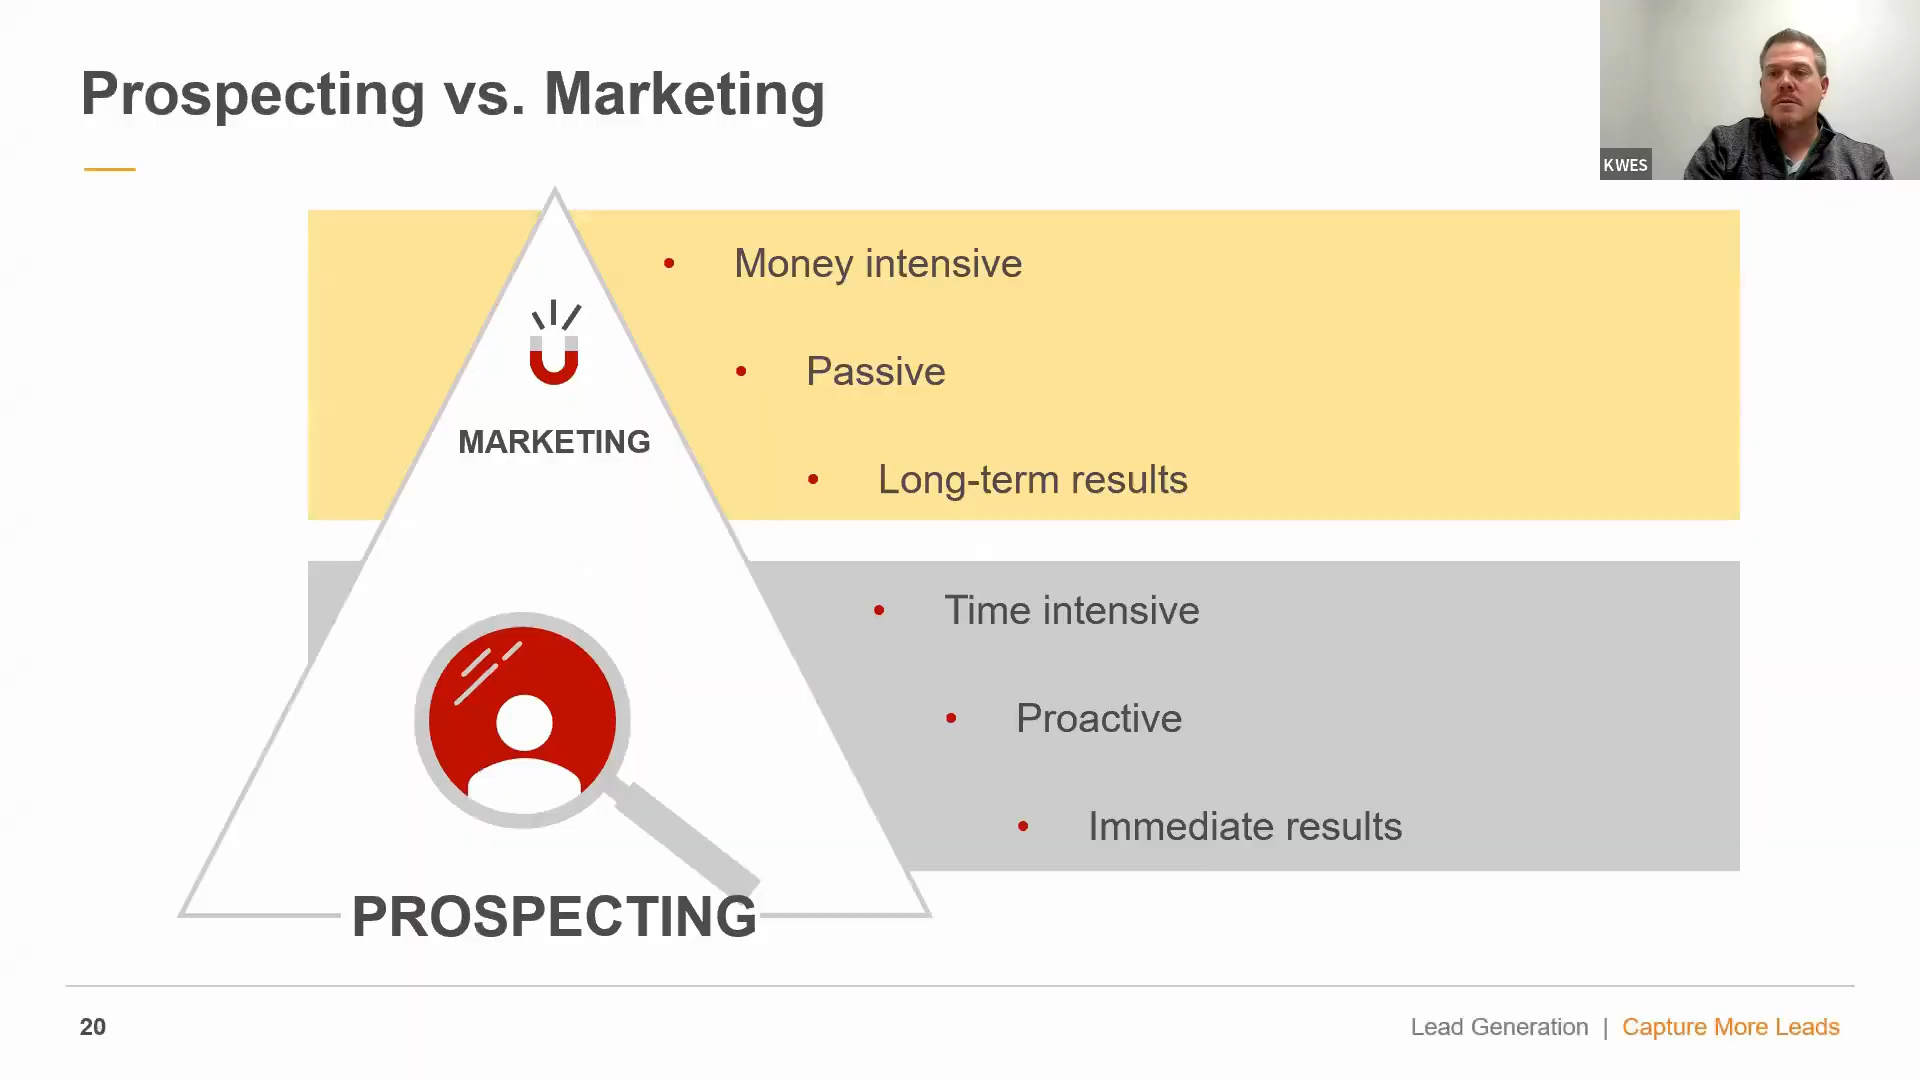 Prospecting vs. Marketing
KWES
• Money intensive
• Passive
MARKETING
• Long-term results
• Time intensive
• Proactive
• Immediate results
PROSPECTING
20
Lead Generation | Capture More Leads